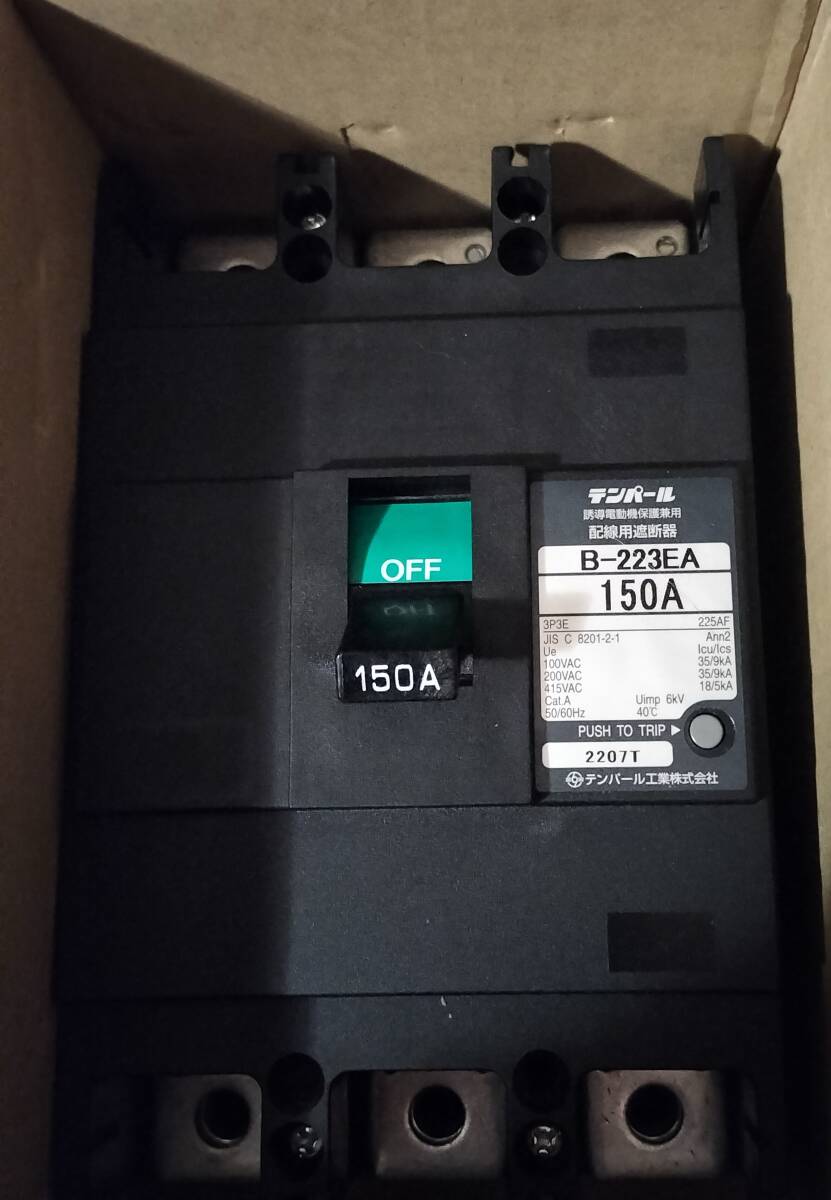 OFF
150A
テンパール
誘導電動機保護兼用
配線用遮断器
B-223EA
150A
3P3E 225AF
JIS C 8201-2-1 Ann2
Ue Icu/Ics
100VAC 35/9kA
200VAC 35/9kA
415VAC 18/5kA
Cat.A Uimp 6kV
50/60Hz 40℃
PUSH TO TRIP ▶
2207T
テンパール工業株式会社